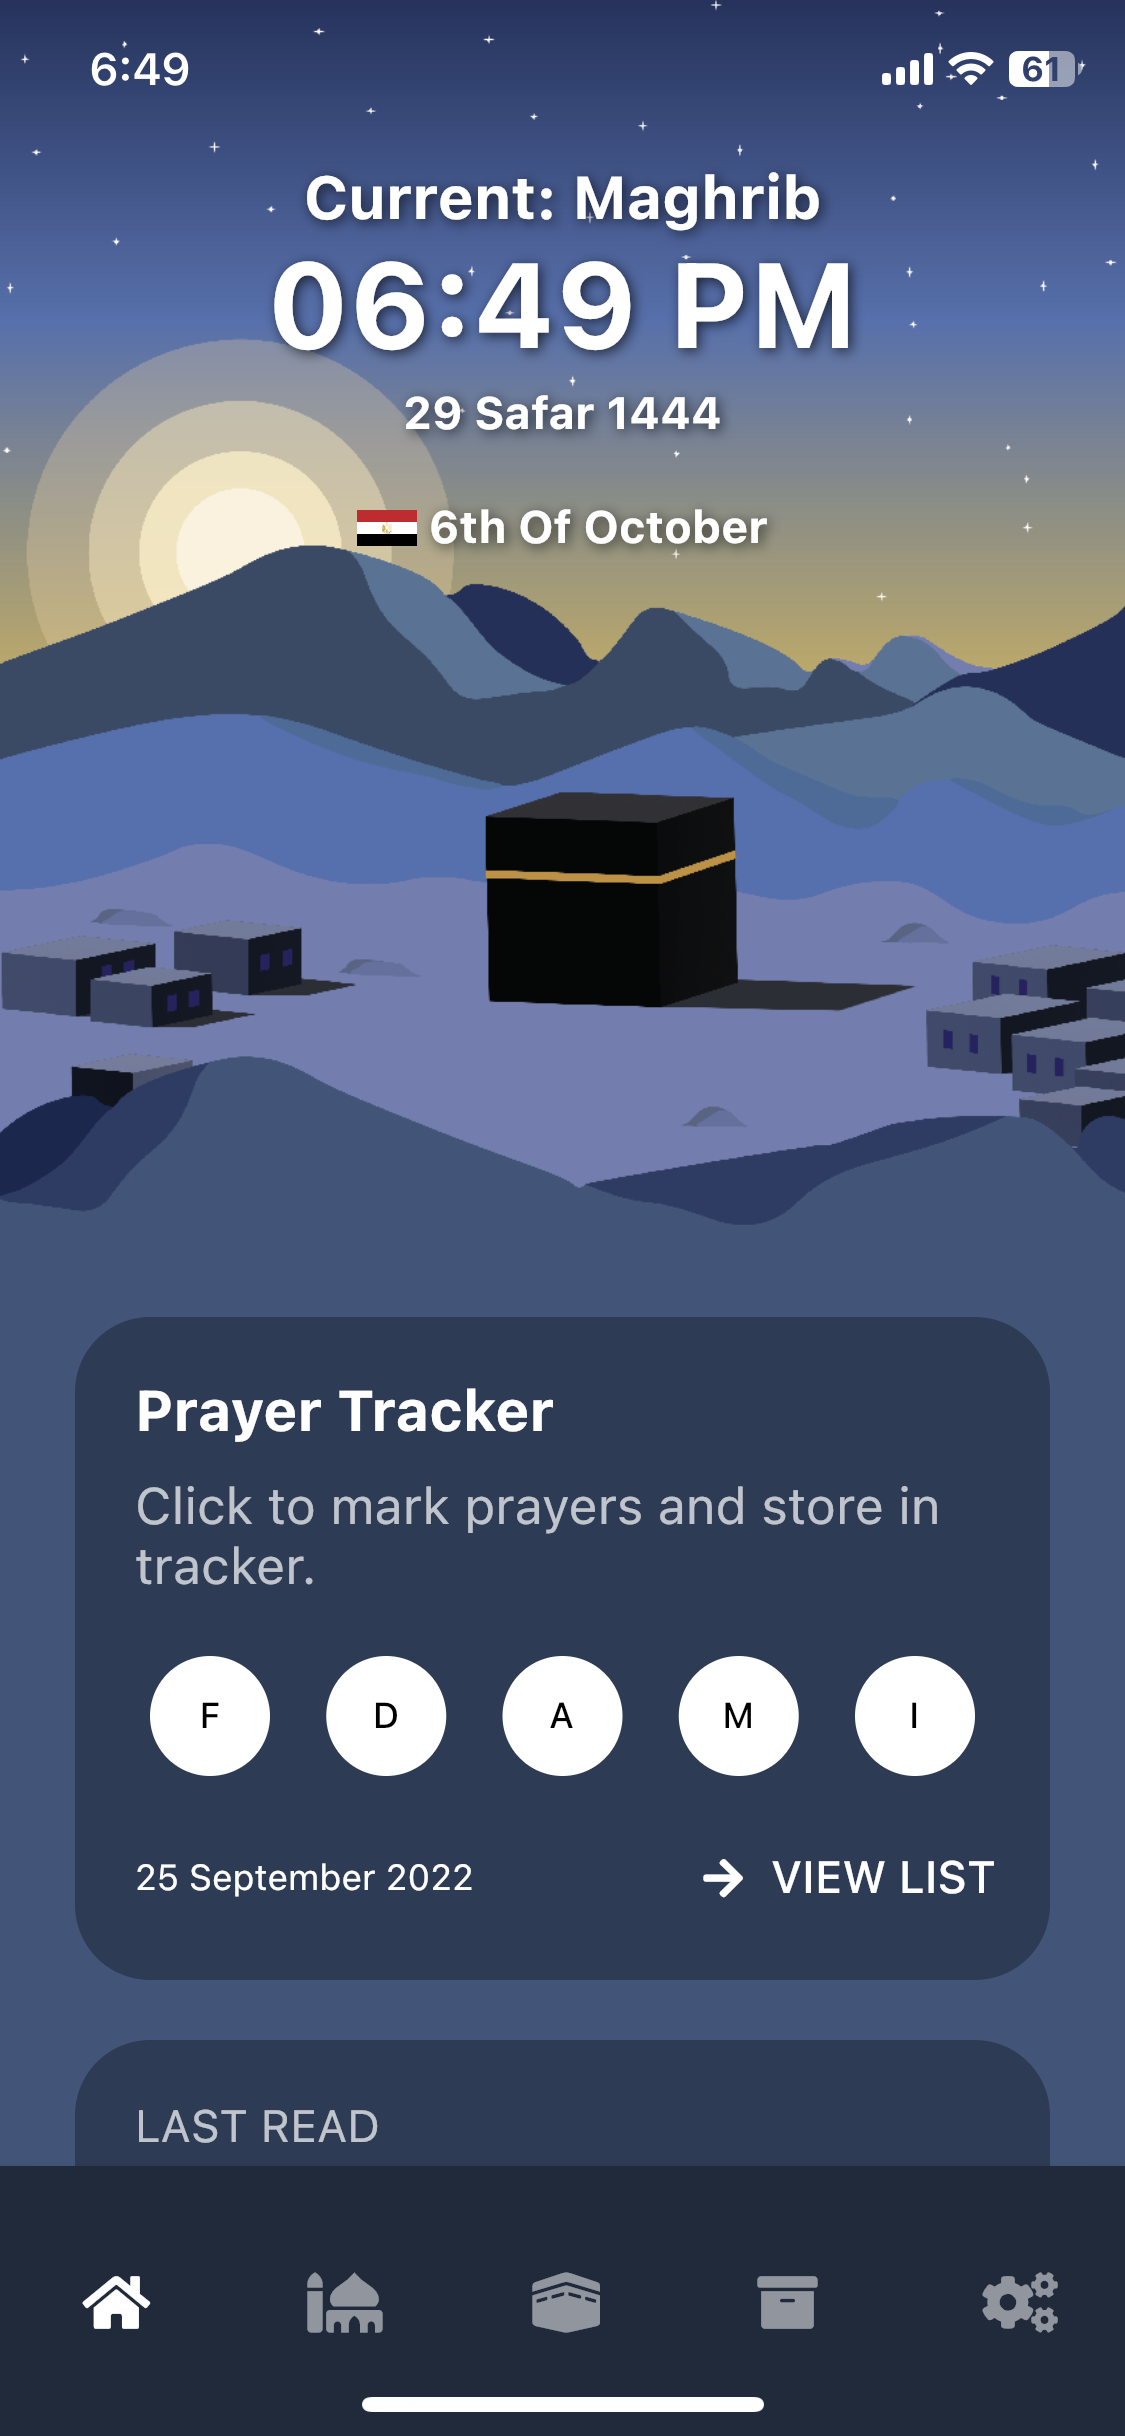 6:49
61
Current: Maghrib
06:49 PM
29 Safar 1444
6th Of October
Prayer Tracker
Click to mark prayers and store in
tracker.
F D A M I
25 September 2022
VIEW LIST
LAST READ